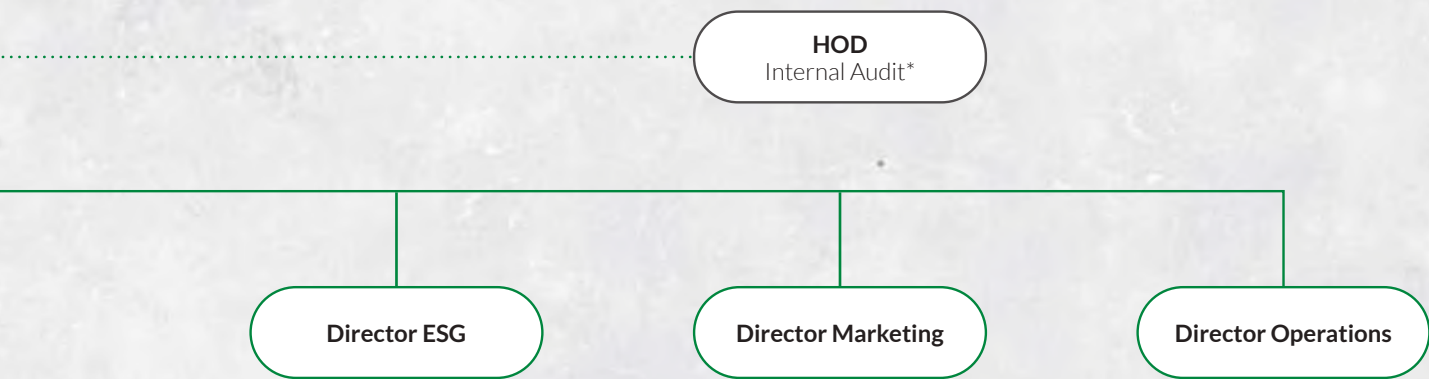 HOD
Internal Audit*
Director ESG
Director Marketing
Director Operations